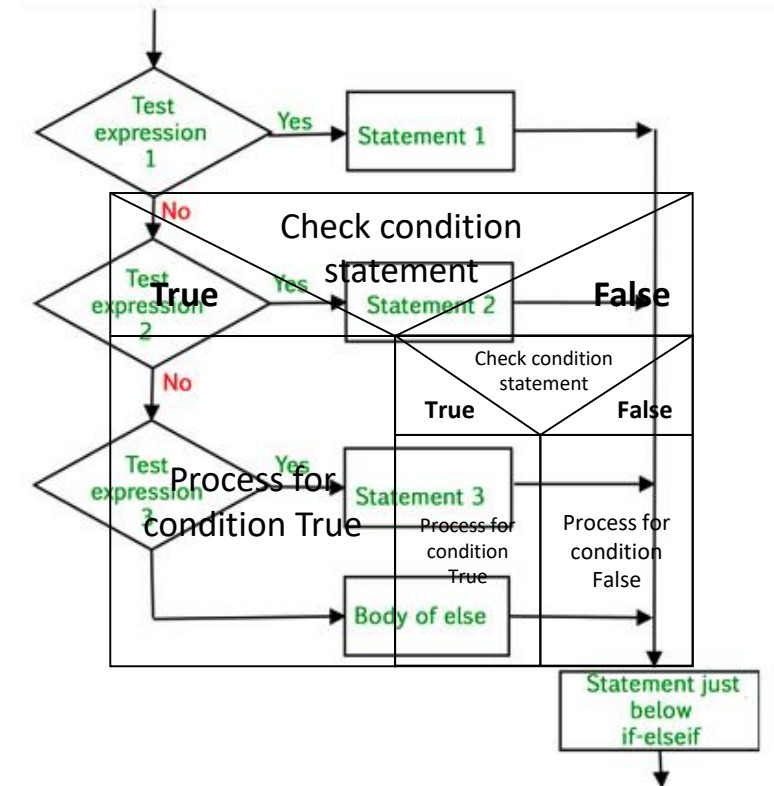 Test
expression
1
Yes
Statement 1
No
Check condition
statement
True
False
Test
expression
2
Yes
Statement 2
No
Check condition
statement
True
False
Test
expression
3
Yes
Statement 3
Process for
condition True
Process for
condition
True
Process for
condition
False
Body of else
Statement just
below
if-elseif